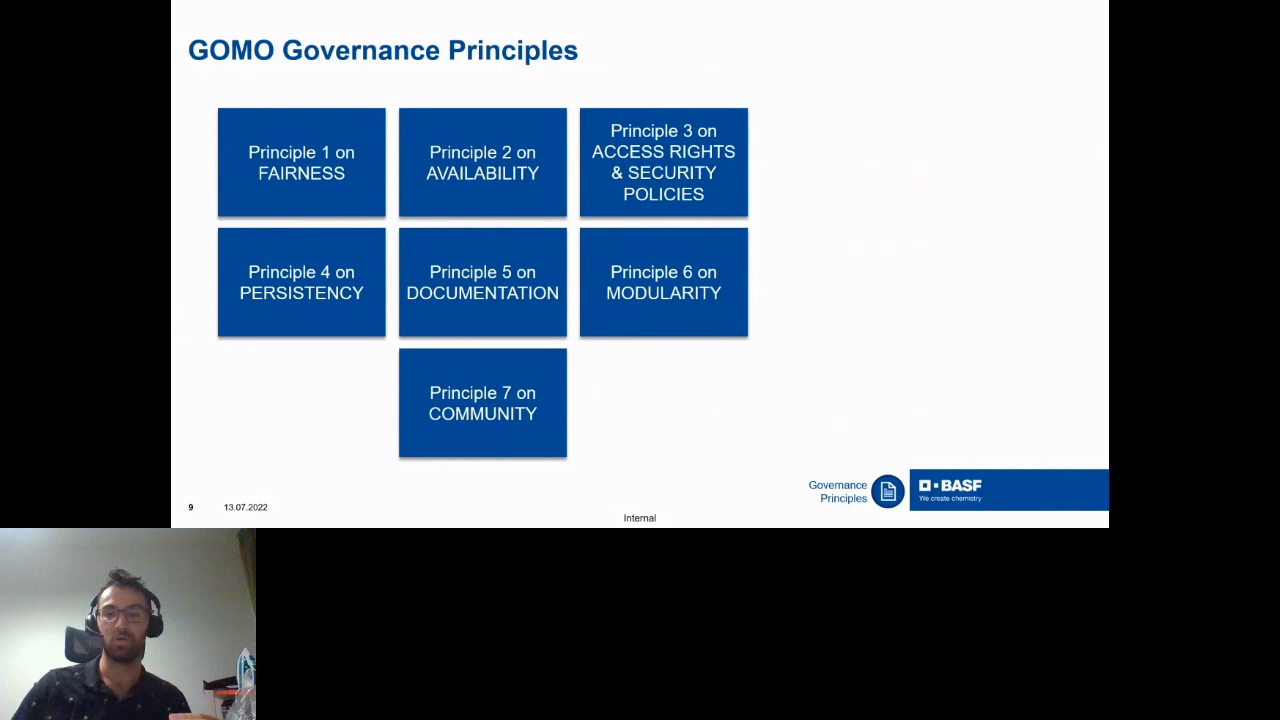 GOMO Governance Principles
Principle 1 on
FAIRNESS
Principle 2 on
AVAILABILITY
Principle 3 on
ACCESS RIGHTS
& SECURITY
POLICIES
Principle 4 on
PERSISTENCY
Principle 5 on
DOCUMENTATION
Principle 6 on
MODULARITY
Principle 7 on
COMMUNITY
Governance
Principles
BASF
We create chemistry
9
13.07.2022
Internal